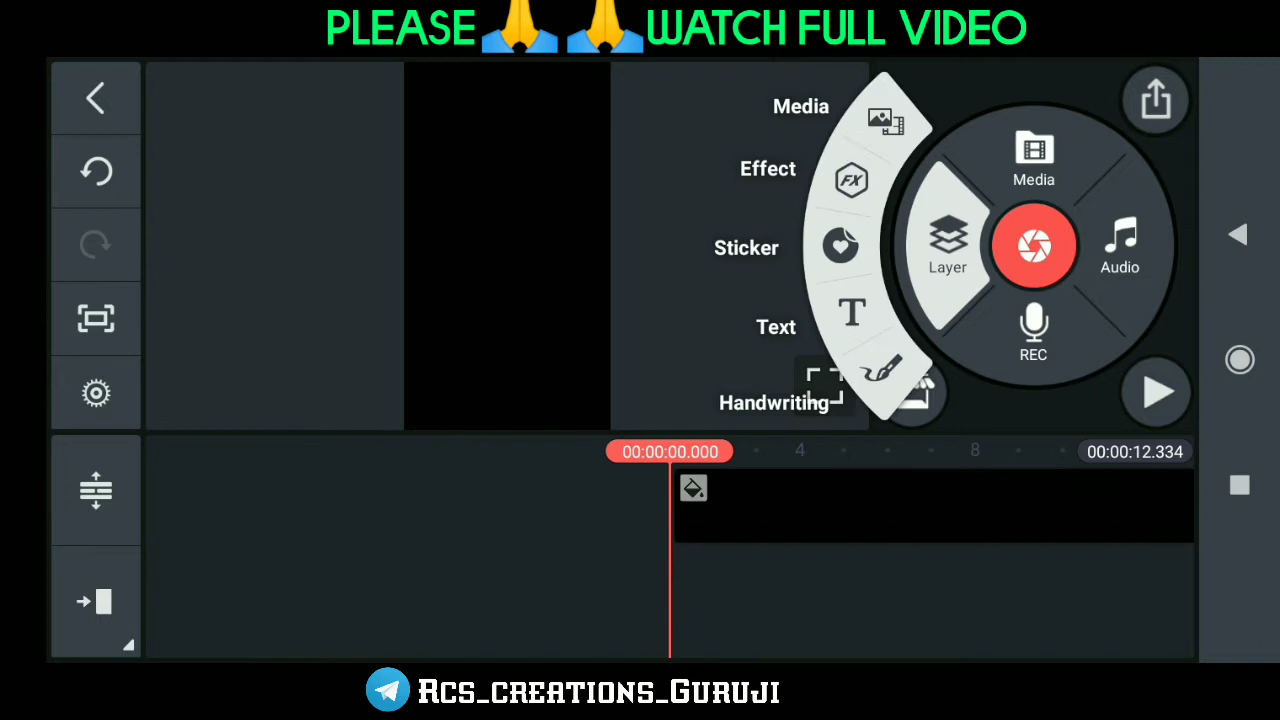 PLEASE🙏 🙏WATCH FULL VIDEO
Media
Effect
FX
Sticker
Text
T
Handwriting
Media
Layer
Audio
REC
00:00:00.000
4
8
00:00:12.334
Rcs_creations_Guruji